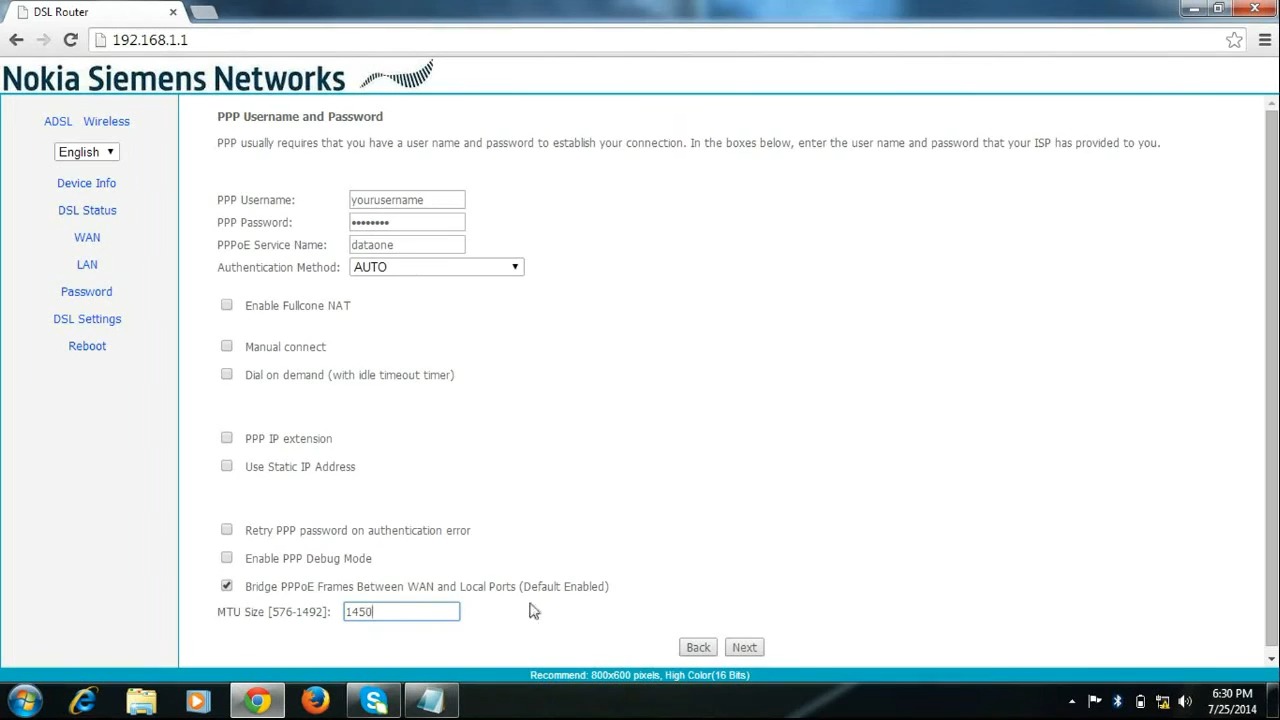 DSL Router
192.168.1.1
Nokia Siemens Networks
ADSL Wireless
English
Device Info
DSL Status
WAN
LAN
Password
DSL Settings
Reboot
PPP Username and Password
PPP usually requires that you have a user name and password to establish your connection. In the boxes below, enter the user name and password that your ISP has provided to you.
PPP Username: yourusername
PPP Password: ••••••••
PPPoE Service Name: dataone
Authentication Method: AUTO
Enable Fullcone NAT
Manual connect
Dial on demand (with idle timeout timer)
PPP IP extension
Use Static IP Address
Retry PPP password on authentication error
Enable PPP Debug Mode
Bridge PPPoE Frames Between WAN and Local Ports (Default Enabled)
MTU Size [576-1492]: 1450
Back Next
Recommend: 800x600 pixels, High Color(16 Bits)
6:30 PM
7/25/2014